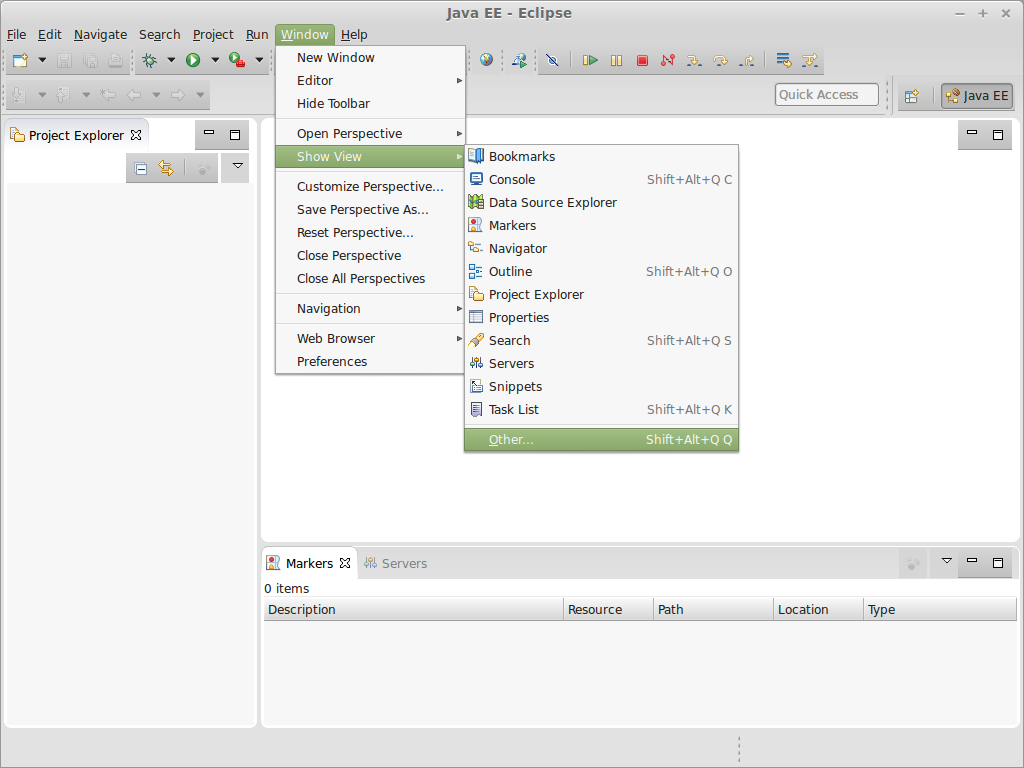 Java EE - Eclipse
File Edit Navigate Search Project Run Window Help
New Window
Editor
Hide Toolbar
Open Perspective
Show View
Customize Perspective...
Save Perspective As...
Reset Perspective...
Close Perspective
Close All Perspectives
Navigation
Web Browser
Preferences
Quick Access
Java EE
Project Explorer
Bookmarks
Console Shift+Alt+Q C
Data Source Explorer
Markers
Navigator
Outline Shift+Alt+Q O
Project Explorer
Properties
Search Shift+Alt+Q S
Servers
Snippets
Task List Shift+Alt+Q K
Other... Shift+Alt+Q Q
Markers Servers
0 items
Description Resource Path Location Type